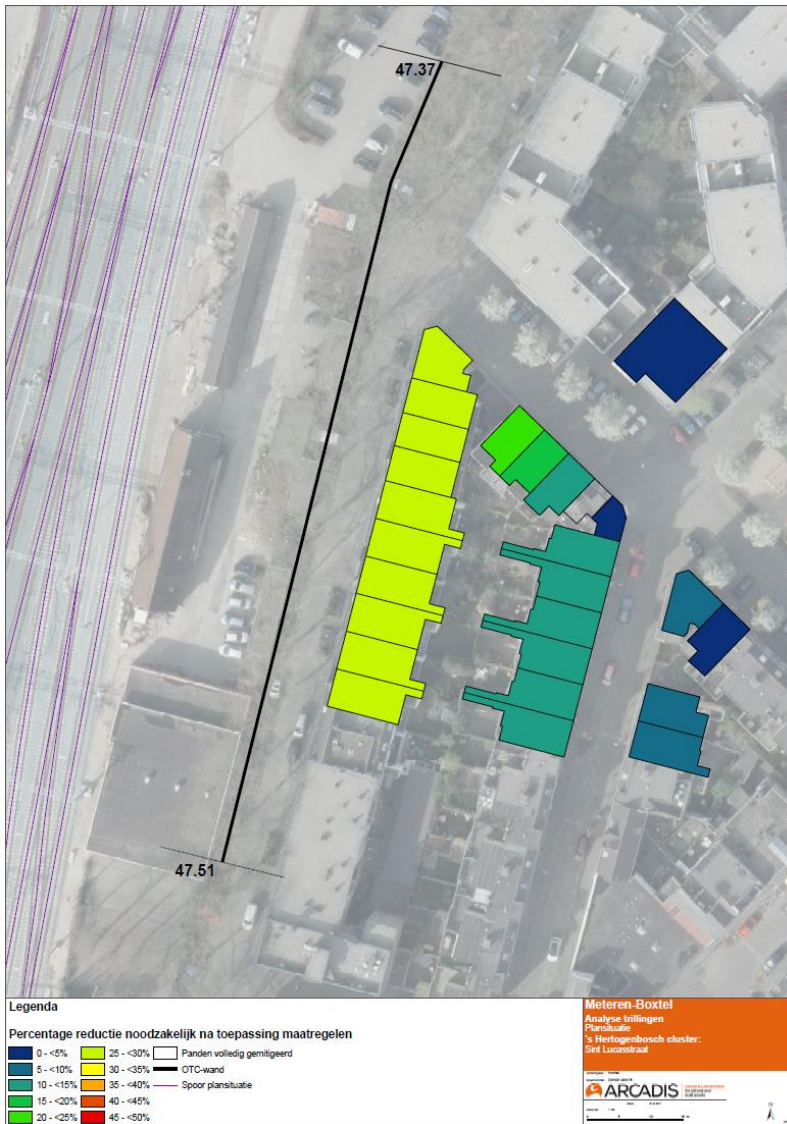 47.37
47.51
Legenda
Percentage reductie noodzakelijk na toepassing maatregelen
0 - <5%
5 - <10%
10 - <15%
15 - <20%
20 - <25%
25 - <30%
30 - <35%
35 - <40%
40 - <45%
45 - <50%
Panden volledig gemitigeerd
OTC-wand
Spoor plansituatie
Meteren-Boxtel
Analyse trillingen
Plansituatie
's Hertogenbosch cluster:
Sint Lucasstraat
ARCADIS